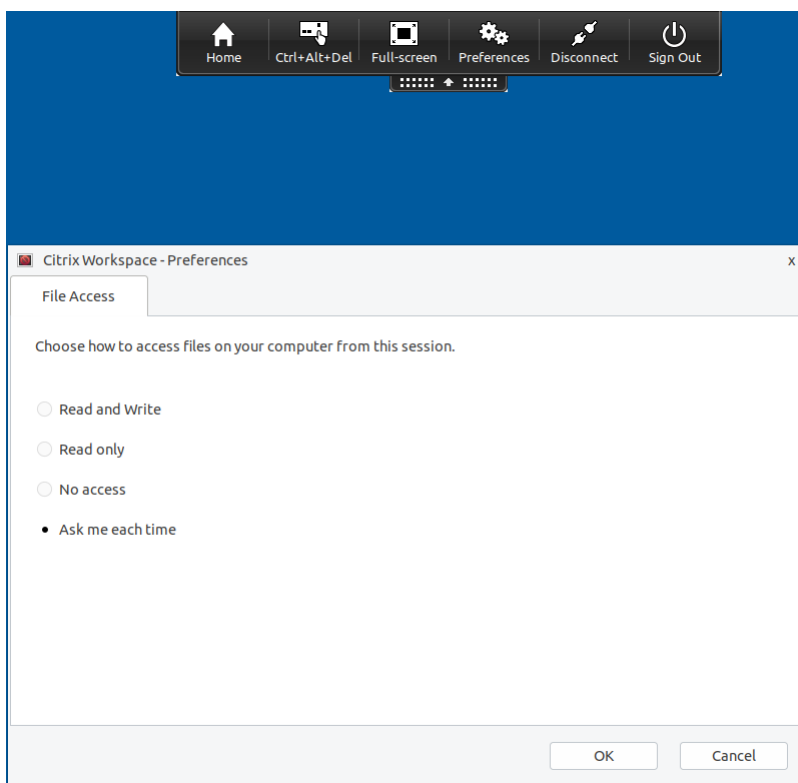 Home Ctrl+Alt+Del Full-screen Preferences Disconnect Sign Out
Citrix Workspace - Preferences x
File Access
Choose how to access files on your computer from this session.
Read and Write
Read only
No access
Ask me each time
OK Cancel